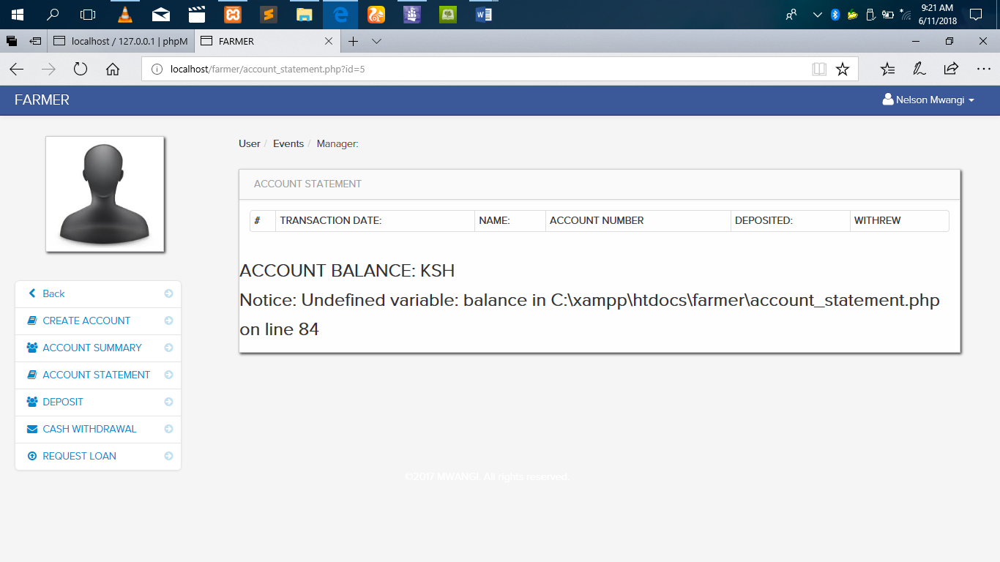 9:21 AM
6/11/2018
localhost / 127.0.0.1 | phpM
FARMER
localhost/farmer/account_statement.php?id=5
FARMER
Nelson Mwangi
User / Events / Manager:
ACCOUNT STATEMENT
# TRANSACTION DATE: NAME: ACCOUNT NUMBER DEPOSITED: WITHREW
ACCOUNT BALANCE: KSH
Notice: Undefined variable: balance in C:\xampp\htdocs\farmer\account_statement.php
on line 84
Back
CREATE ACCOUNT
ACCOUNT SUMMARY
ACCOUNT STATEMENT
DEPOSIT
CASH WITHDRAWAL
REQUEST LOAN
©2017 MWANGI. All rights reserved.